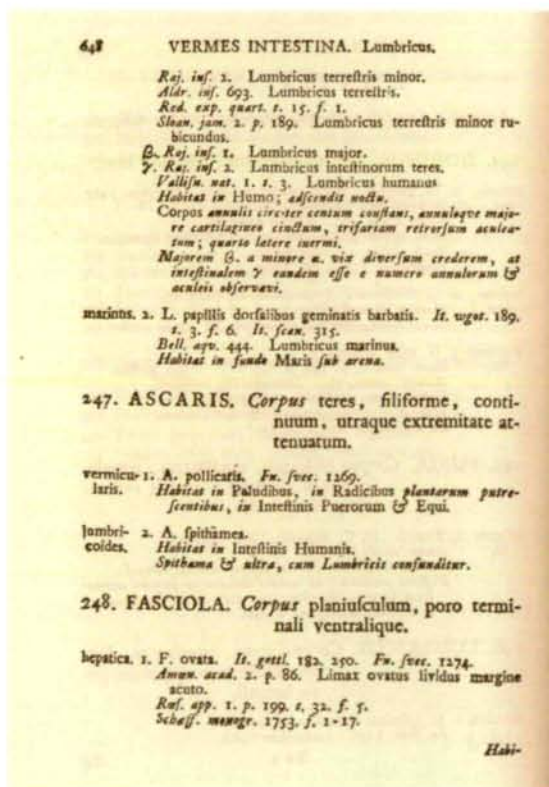 648 VERMES INTESTINA. Lumbricus.
Raj. inſ. 2. Lumbricus terreſtris minor.
Aldr. inſ. 693. Lumbricus terreſtris.
Red. exp. quart. t. 15. f. 1.
Sloan. jam. 2. p. 189. Lumbricus terreſtris minor ru-
bicundus.
β. Raj. inſ. 1. Lumbricus major.
γ. Raj. inſ. 2. Lumbricus inteſtinorum teres.
Valliſn. nat. 1. t. 3. Lumbricus humanus
Habitat in Humo; adſcendit noctu.
Corpus annulis circiter centum conſtans, annuloqve majo-
re cartilagineo cinctum, trifariam retrorſum aculea-
tum; quarto latere inermi.
Majorem β. a minore α. vix diverſum crederem, at
inteſtinalem γ eandem eſſe e numero annulorum &
aculeis obſervavi.
marinus. 2. L. papillis dorſalibus geminatis barbatis. It. wgot. 189.
t. 3. f. 6. It. ſcan. 315.
Bell. aqv. 444. Lumbricus marinus.
Habitat in fundo Maris ſub arena.
247. ASCARIS. Corpus teres, filiforme, conti-
nuum, utraque extremitate at-
tenuatum.
vermicu- 1. A. pollicaris. Fn. ſvec. 1269.
laris. Habitat in Paludibus, in Radicibus plantarum putre-
ſcentibus, in Inteſtinis Puerorum & Equi.
lumbri- 2. A. ſpithamea.
coides. Habitat in Inteſtinis Humanis.
Spithama & ultra, cum Lumbricis confunditur.
248. FASCIOLA. Corpus planiuſculum, poro termi-
nali ventralique.
hepatica. 1. F. ovata. It. gottl. 182. 250. Fn. ſvec. 1274.
Amœn. acad. 2. p. 86. Limax ovatus lividus margine
acuto.
Rœſ. app. 1. p. 199. t. 32. f. 5.
Schæff. monogr. 1753. f. 1-17.
Habi-